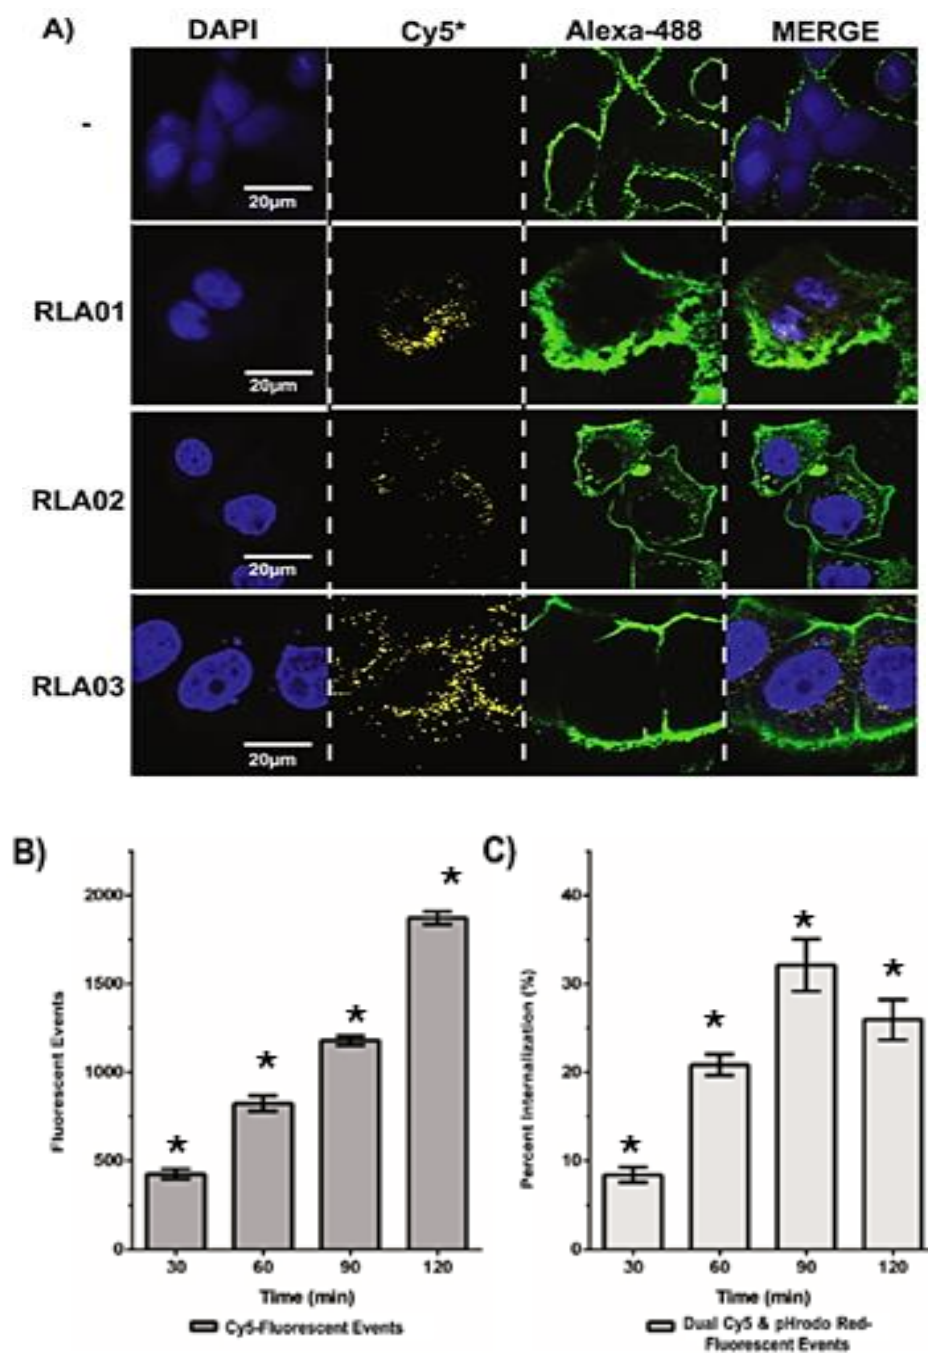 A) DAPI Cy5* Alexa-488 MERGE
-
20μm
RLA01
20μm
RLA02
20μm
RLA03
20μm
B)
Fluorescent Events
2000
1500
1000
500
0
* * * *
30 60 90 120
Time (min)
Cy5-Fluorescent Events
C)
Percent Internalization (%)
40
30
20
10
0
* * * *
30 60 90 120
Time (min)
Dual Cy5 & pHrodo Red-
Fluorescent Events